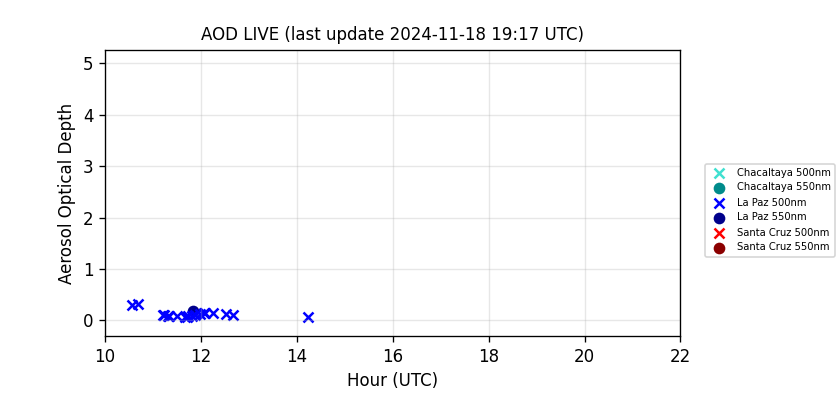 AOD LIVE (last update 2024-11-18 19:17 UTC)
5
4
3
2
1
0
Aerosol Optical Depth
10 12 14 16 18 20 22
Hour (UTC)
Chacaltaya 500nm
Chacaltaya 550nm
La Paz 500nm
La Paz 550nm
Santa Cruz 500nm
Santa Cruz 550nm